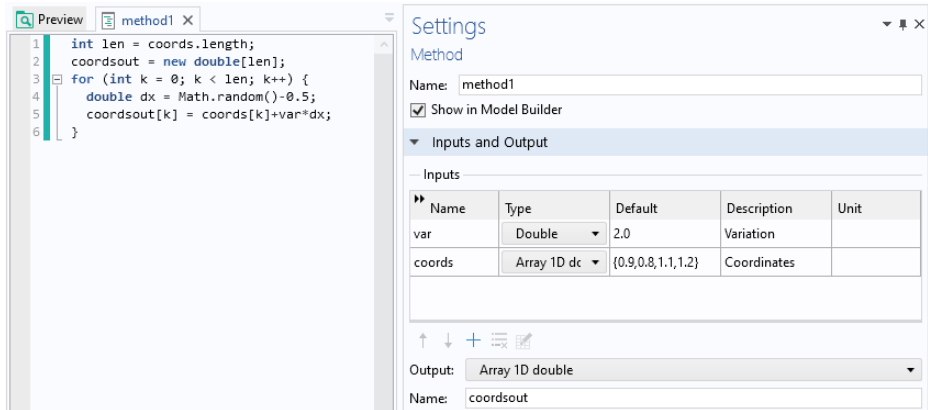 Preview method1
1 int len = coords.length;
2 coordsout = new double[len];
3 for (int k = 0; k < len; k++) {
4 double dx = Math.random()-0.5;
5 coordsout[k] = coords[k]+var*dx;
6 }
Settings
Method
Name: method1
Show in Model Builder
Inputs and Output
Inputs
Name Type Default Description Unit
var Double 2.0 Variation
coords Array 1D dc {0.9,0.8,1.1,1.2} Coordinates
Output: Array 1D double
Name: coordsout